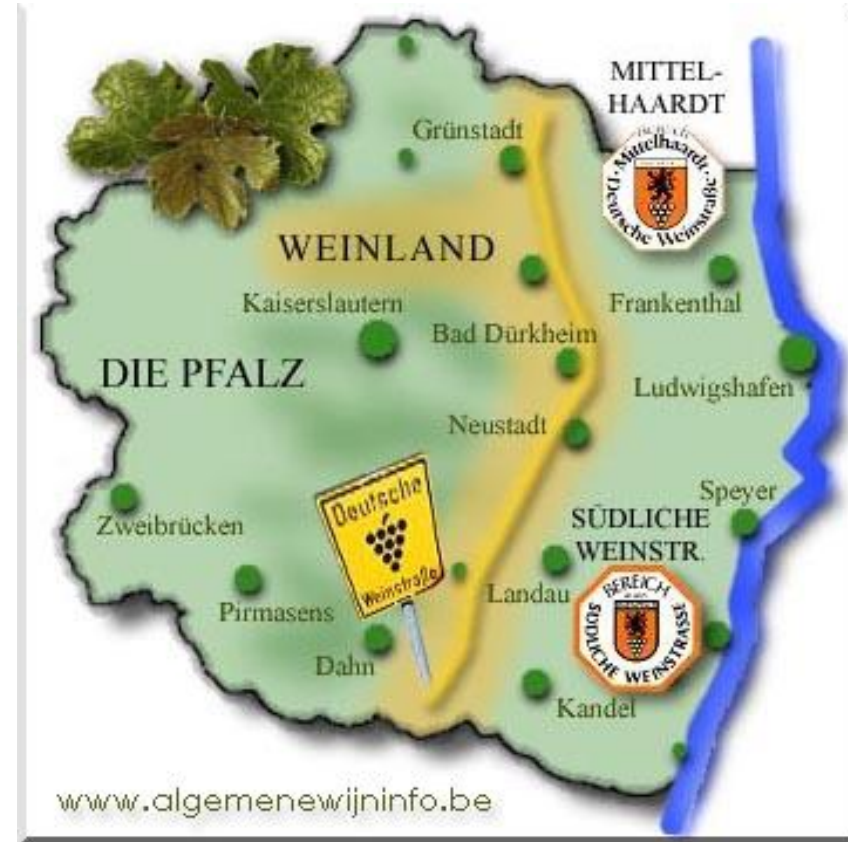 MITTEL-
HAARDT
Grünstadt
Mittelhaardt
Deutsche Weinstraße
WEINLAND
Kaiserslautern
Frankenthal
Bad Dürkheim
DIE PFALZ
Ludwigshafen
Neustadt
Deutsche
Weinstraße
Speyer
Zweibrücken
SÜDLICHE
WEINSTR.
Landau
BEREICH
SÜDLICHE WEINSTRASSE
Pirmasens
Dahn
Kandel
www.algemenewijninfo.be